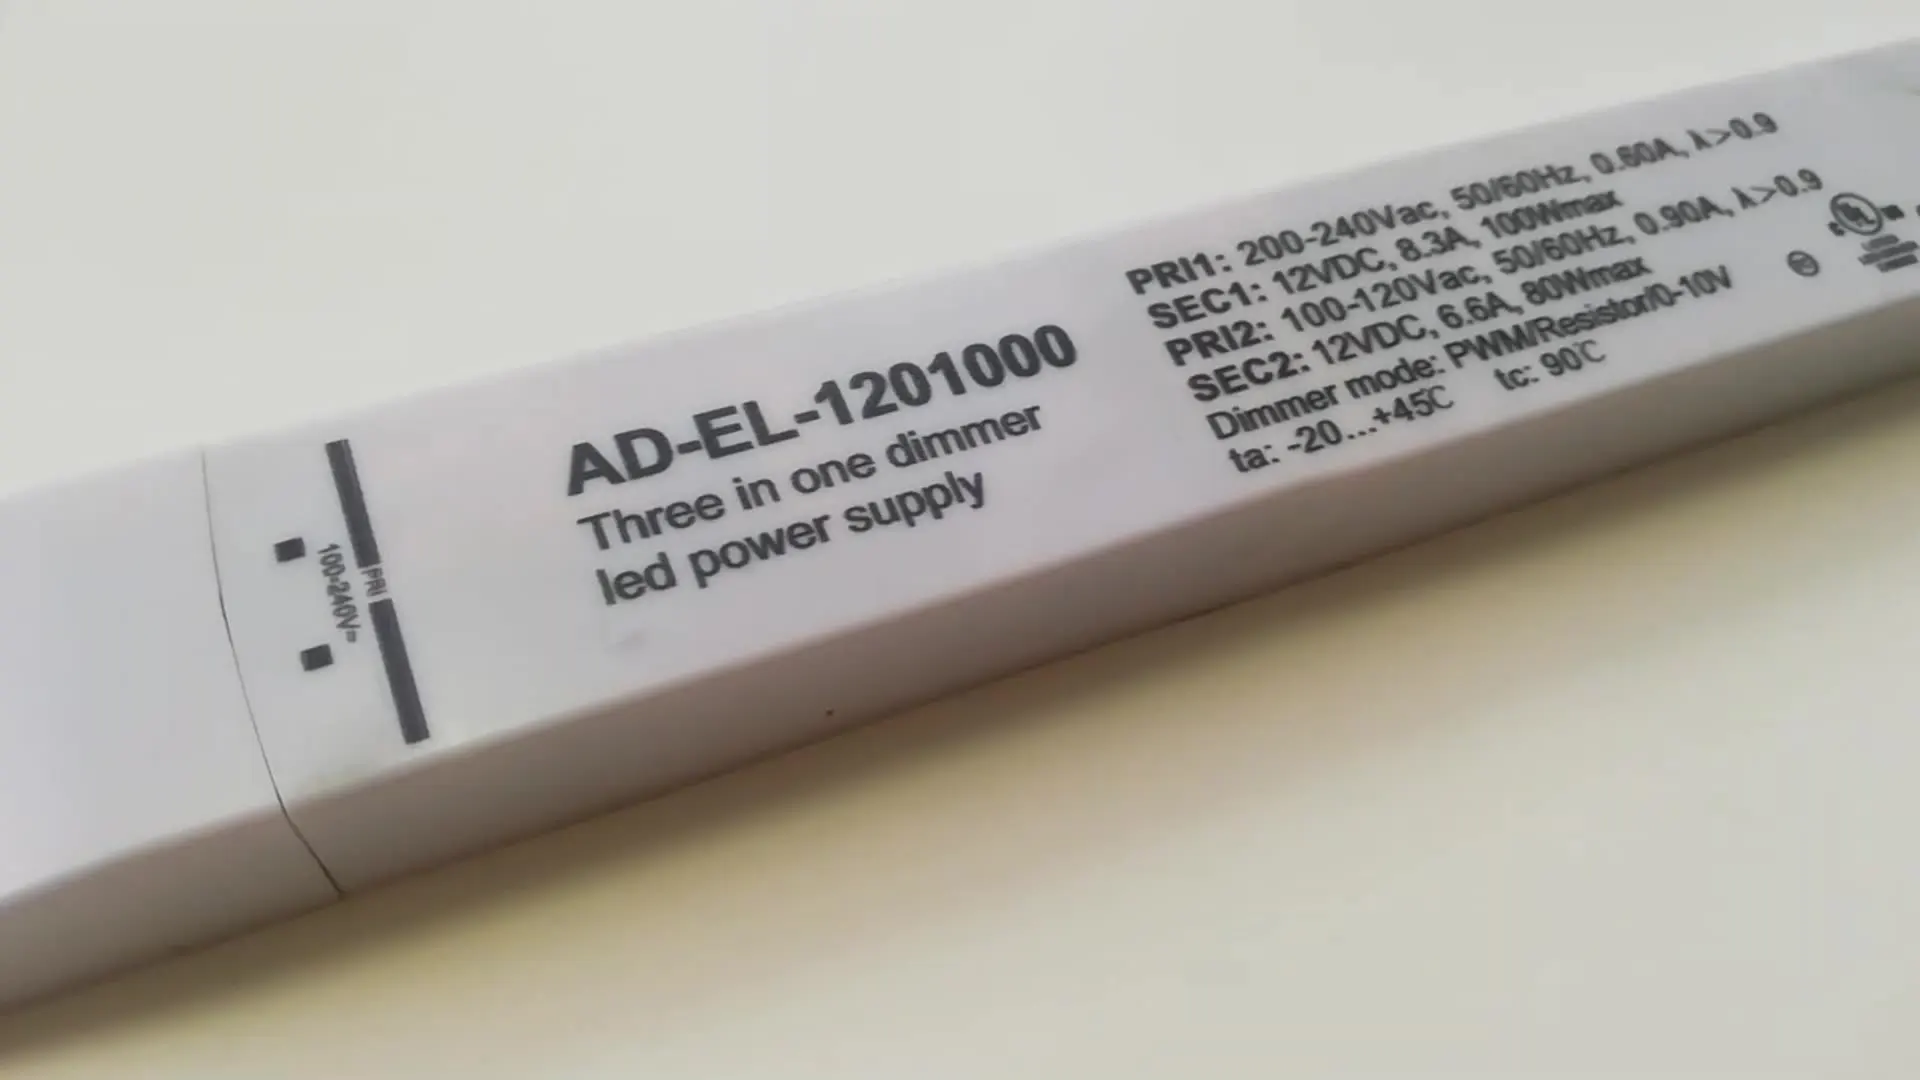 AD-EL-1201000
Three in one dimmer
led power supply
PRI1: 200-240Vac, 50/60Hz, 0.60A, λ>0.9
SEC1: 12VDC, 8.3A, 100Wmax
PRI2: 100-120Vac, 50/60Hz, 0.90A, λ>0.9
SEC2: 12VDC, 6.6A, 80Wmax
Dimmer mode: PWM/Resistor/0-10V
ta: -20...+45℃ tc: 90℃
PRI
100-240V≂